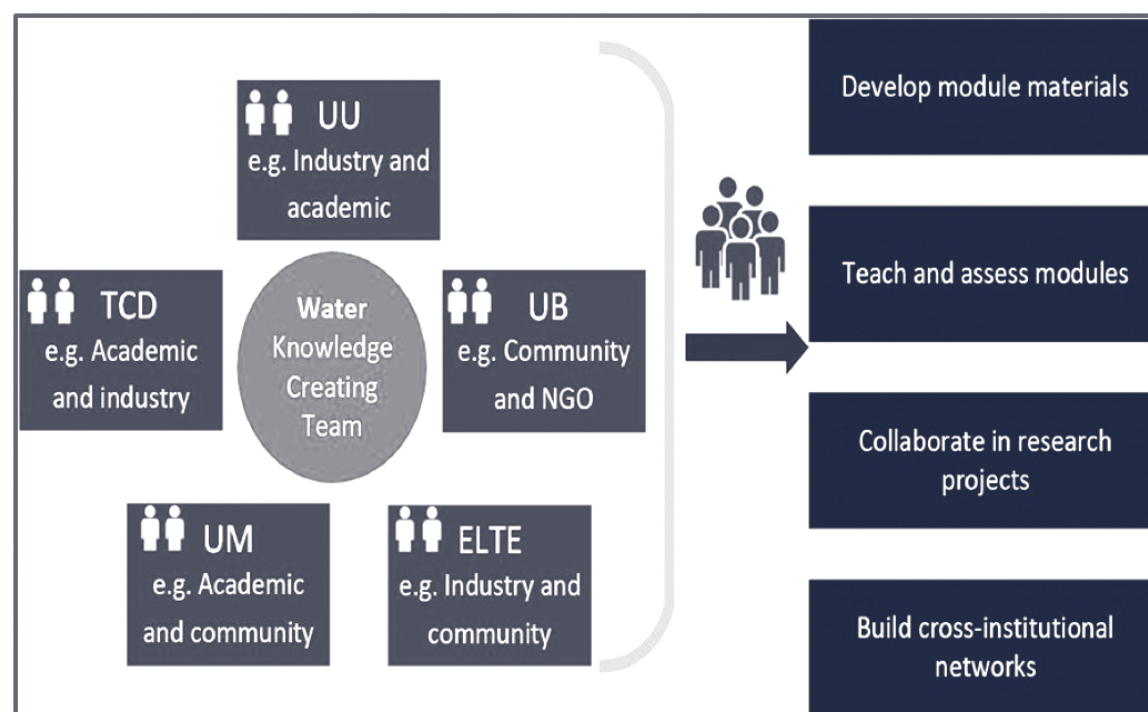 UU
e.g. Industry and
academic
TCD
e.g. Academic
and industry
Water
Knowledge
Creating
Team
UB
e.g. Community
and NGO
UM
e.g. Academic
and community
ELTE
e.g. Industry and
community
Develop module materials
Teach and assess modules
Collaborate in research
projects
Build cross-institutional
networks